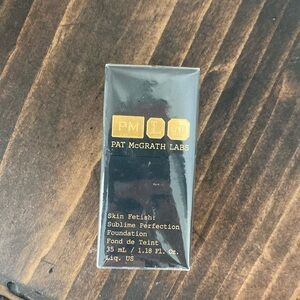 PM L
PAT McGRATH LABS
Skin Fetish:
Sublime Perfection
Foundation
Fond de Teint
35 mL / 1.18 Fl. Oz.
Liq. US